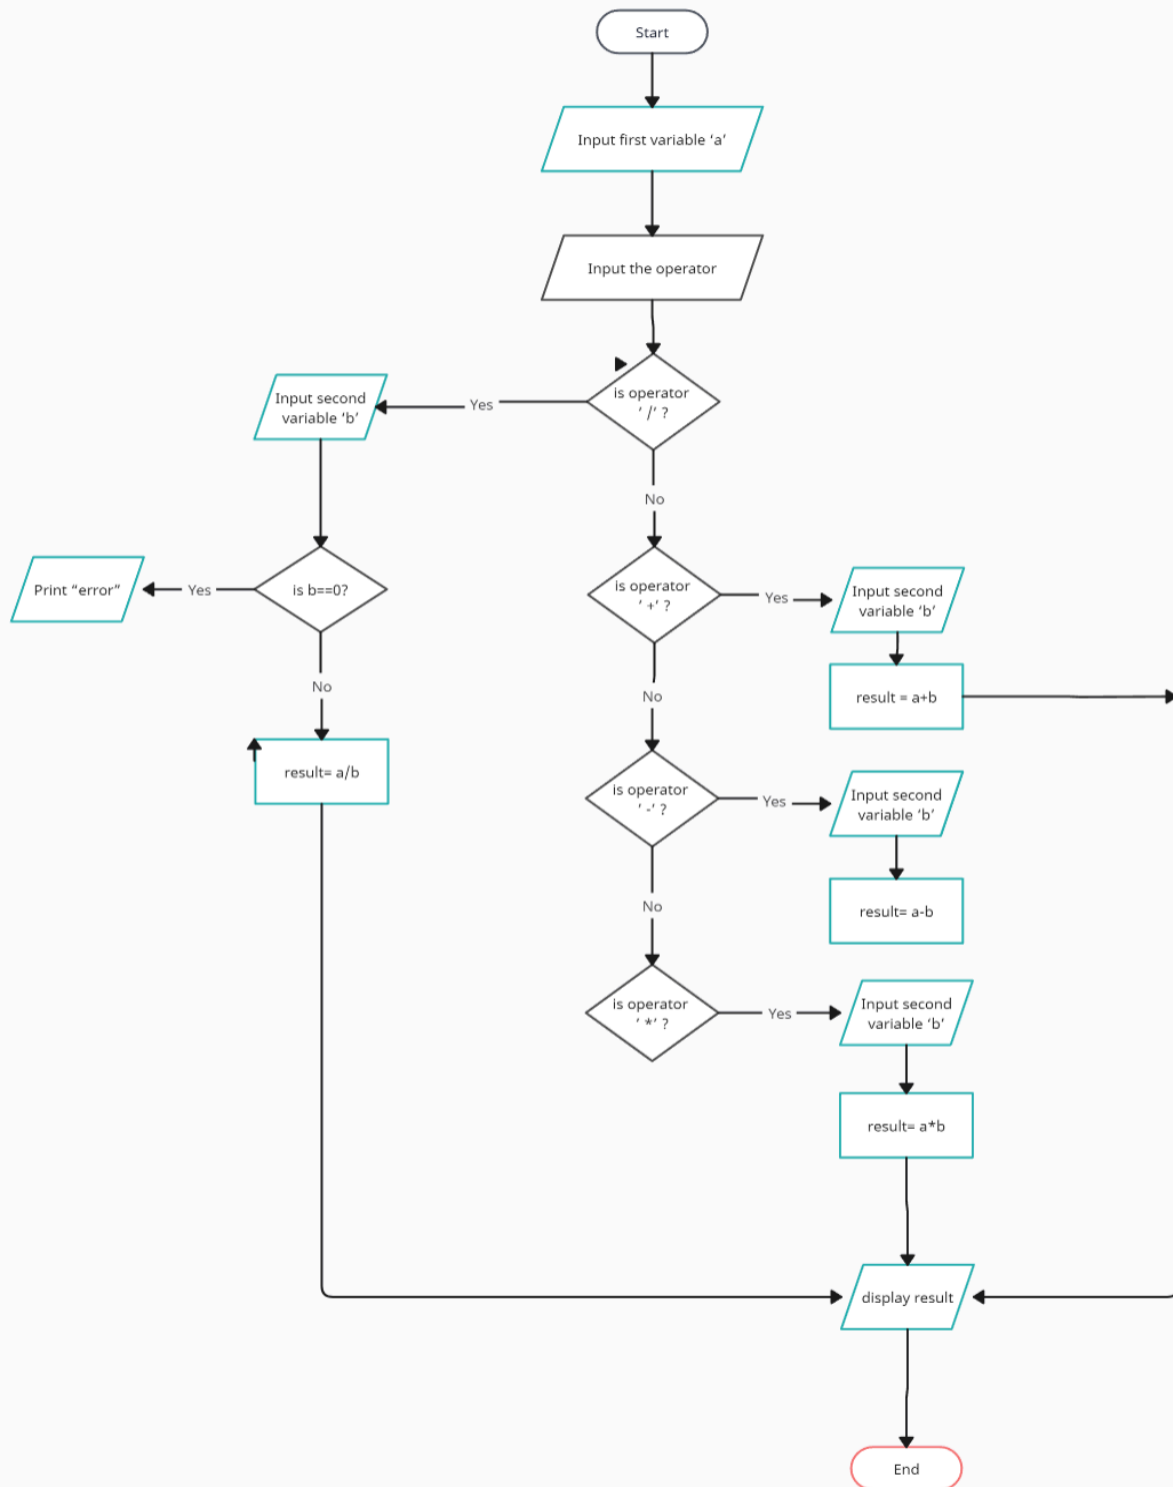 Start
Input first variable ‘a’
Input the operator
is operator
‘ /’ ?
Yes
Input second
variable ‘b’
No
is b==0?
Yes
Print “error”
is operator
‘ +’ ?
Yes
Input second
variable ‘b’
No
result= a/b
No
result = a+b
is operator
‘ -’ ?
Yes
Input second
variable ‘b’
No
result= a-b
is operator
‘ *’ ?
Yes
Input second
variable ‘b’
result= a*b
display result
End